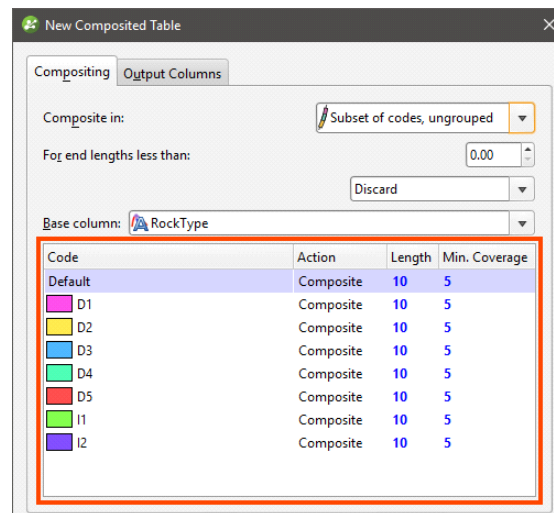 New Composited Table
Compositing Output Columns
Composite in: Subset of codes, ungrouped
For end lengths less than: 0.00
Discard
Base column: RockType
Code Action Length Min. Coverage
Default Composite 10 5
D1 Composite 10 5
D2 Composite 10 5
D3 Composite 10 5
D4 Composite 10 5
D5 Composite 10 5
I1 Composite 10 5
I2 Composite 10 5